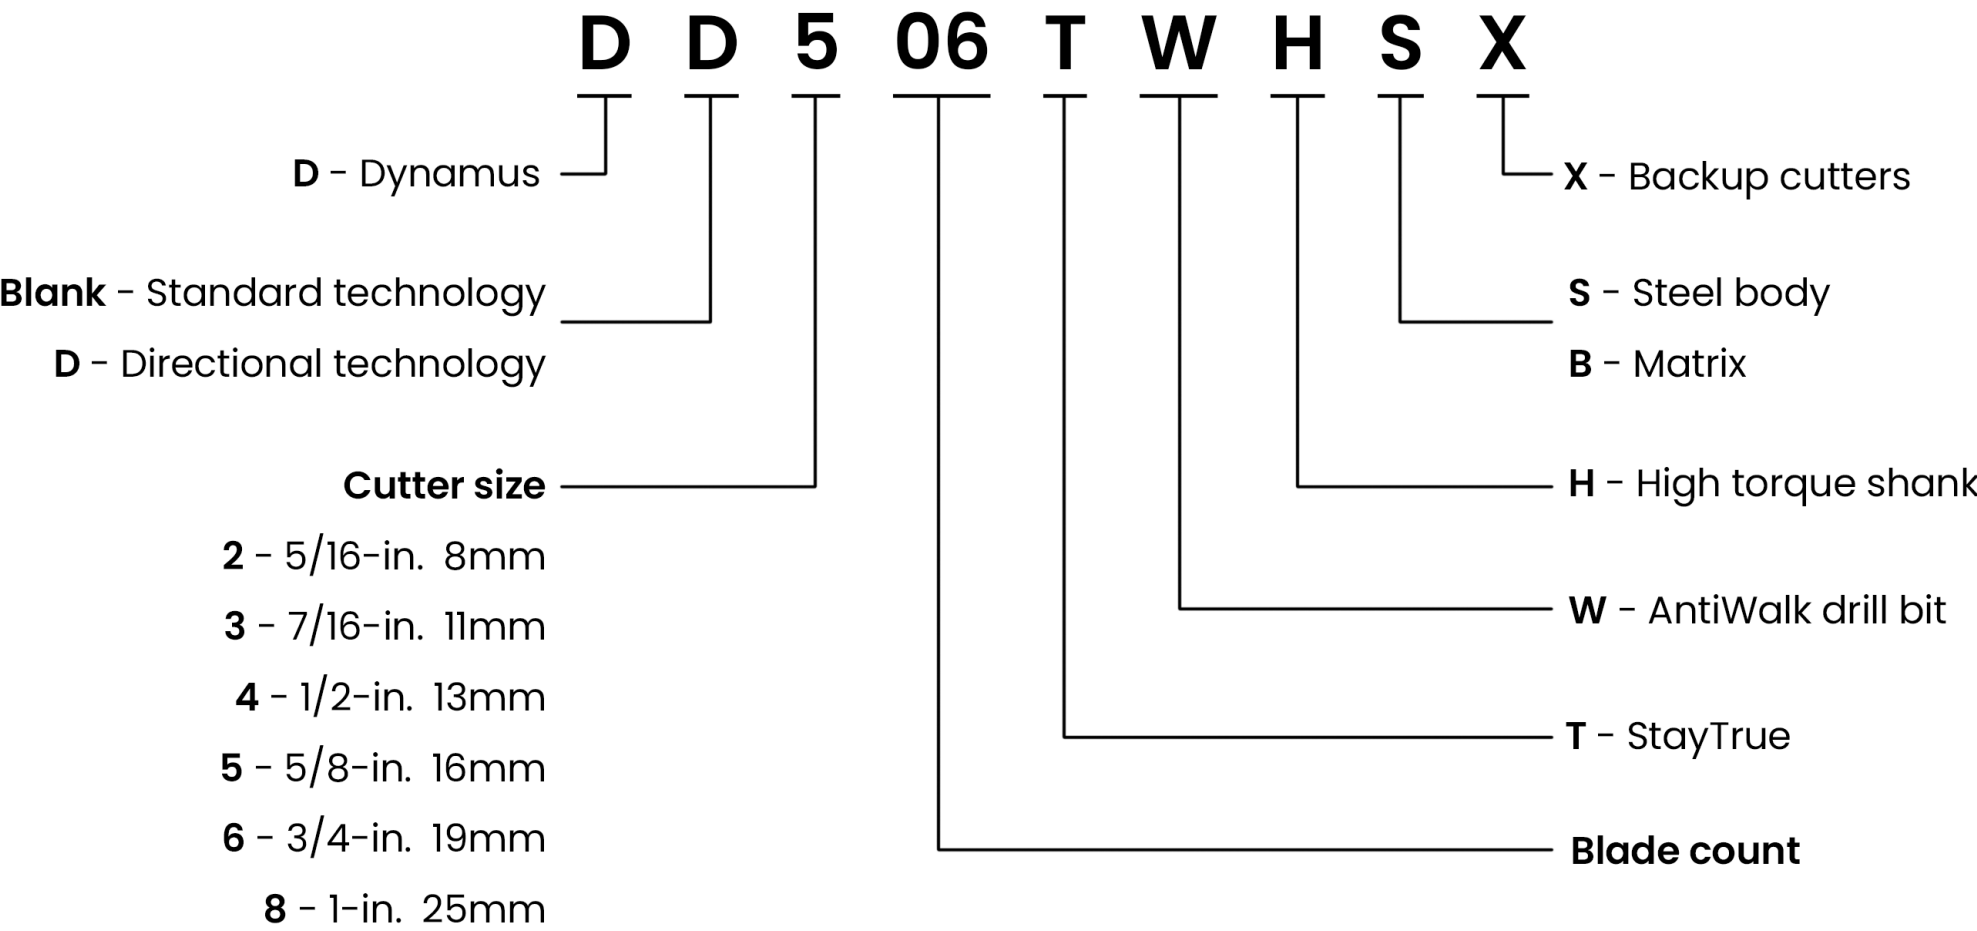 D D 5 06 T W H S X
D - Dynamus
Blank - Standard technology
D - Directional technology
Cutter size
2 - 5/16-in. 8mm
3 - 7/16-in. 11mm
4 - 1/2-in. 13mm
5 - 5/8-in. 16mm
6 - 3/4-in. 19mm
8 - 1-in. 25mm
X - Backup cutters
S - Steel body
B - Matrix
H - High torque shank
W - AntiWalk drill bit
T - StayTrue
Blade count